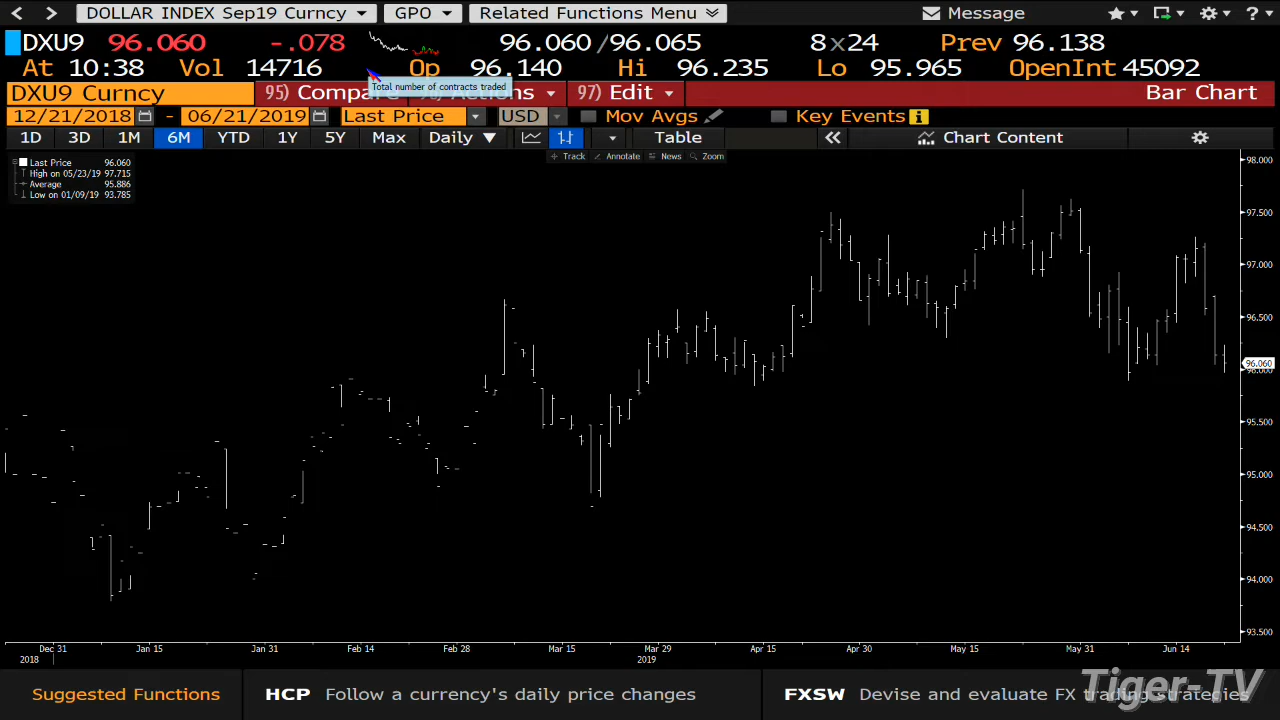 DOLLAR INDEX Sep19 Curncy GPO Related Functions Menu Message
DXU9 96.060 -.078 96.060/96.065 8x24 Prev 96.138
At 10:38 Vol 14716 Op 96.140 Hi 96.235 Lo 95.965 OpenInt 45092
Total number of contracts traded
DXU9 Curncy 95) Compare Actions 97) Edit Bar Chart
12/21/2018 - 06/21/2019 Last Price USD Mov Avgs Key Events
1D 3D 1M 6M YTD 1Y 5Y Max Daily Table Chart Content
Track Annotate News Zoom
Last Price 96.060
High on 05/23/19 97.715
Average 95.886
Low on 01/09/19 93.785
98.000
97.500
97.000
96.500
96.060
96.000
95.500
95.000
94.500
94.000
93.500
Dec 31 Jan 15 Jan 31 Feb 14 Feb 28 Mar 15 Mar 29 Apr 15 Apr 30 May 15 May 31 Jun 14
2018 2019
Suggested Functions HCP Follow a currency's daily price changes FXSW Devise and evaluate FX trading strategies
Tiger-TV